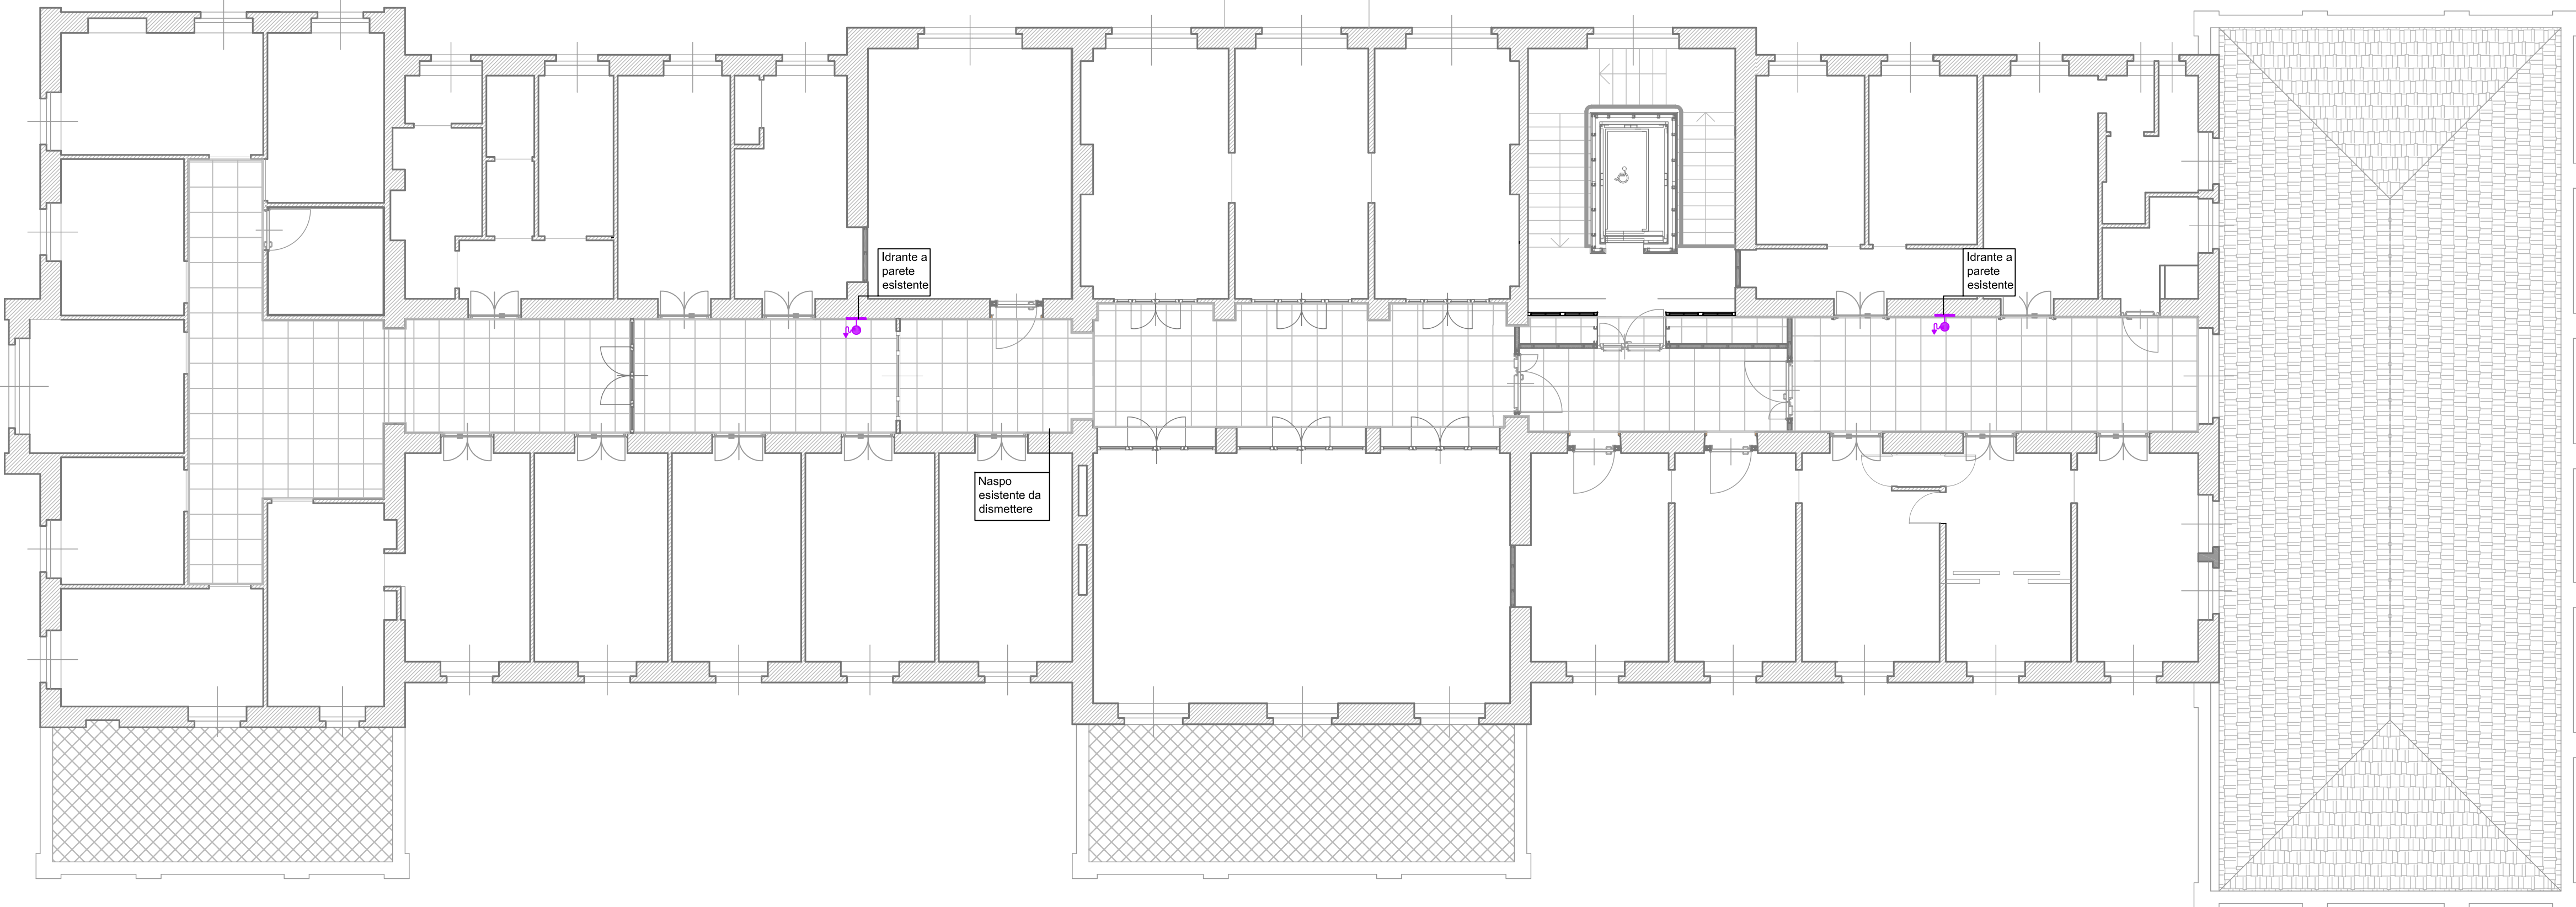 Idrante a
parete
esistente
Idrante a
parete
esistente
Naspo
esistente da
dismettere